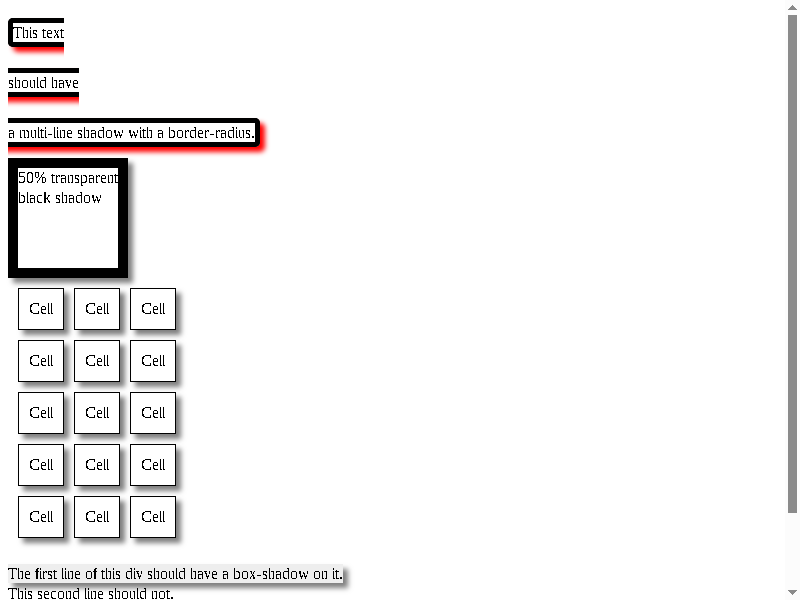 This text
should have
a multi-line shadow with a border-radius.
50% transparent
black shadow
Cell Cell Cell
Cell Cell Cell
Cell Cell Cell
Cell Cell Cell
Cell Cell Cell
The first line of this div should have a box-shadow on it.
This second line should not.